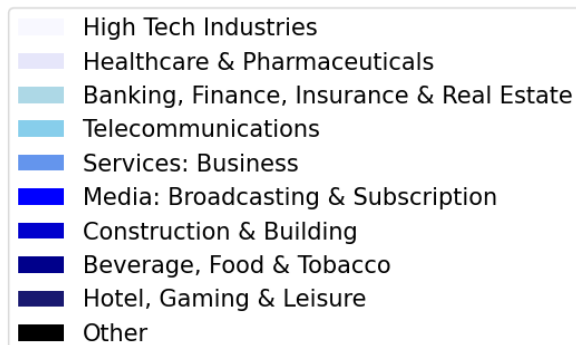 High Tech Industries
Healthcare & Pharmaceuticals
Banking, Finance, Insurance & Real Estate
Telecommunications
Services: Business
Media: Broadcasting & Subscription
Construction & Building
Beverage, Food & Tobacco
Hotel, Gaming & Leisure
Other